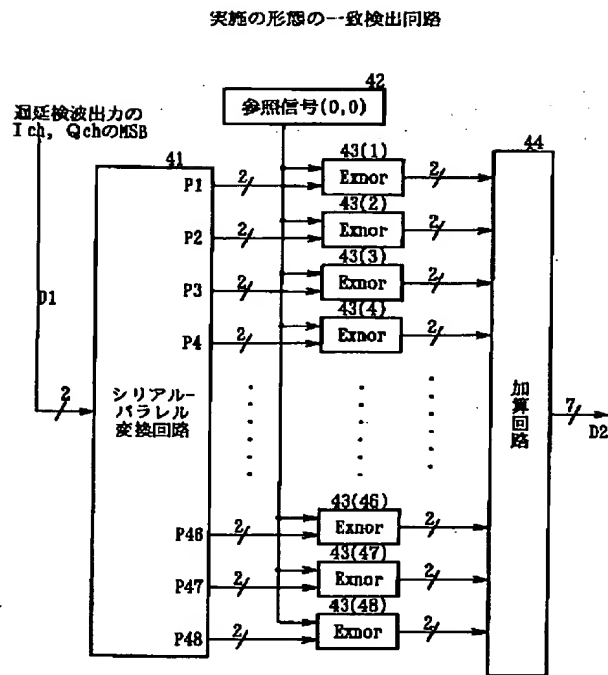 実施の形態の一致検出回路
42
参照信号(0,0)
遅延検波出力の
Ich, QchのMSB
41
44
43(1)
P1 2 Exnor 2
43(2)
P2 2 Exnor 2
43(3)
P3 2 Exnor 2
D1
43(4)
P4 2 Exnor 2
2
シリアル-
パラレル
変換回路
加算回路
7
D2
43(46)
P46 2 Exnor 2
43(47)
P47 2 Exnor 2
43(48)
P48 2 Exnor 2